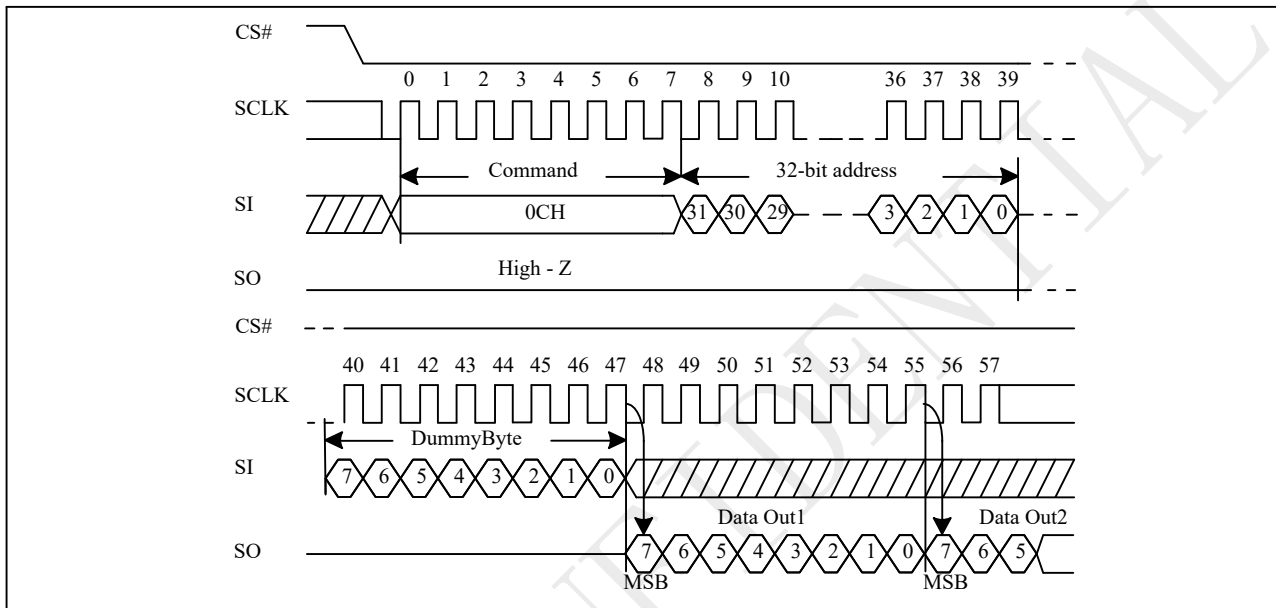 CS#
0 1 2 3 4 5 6 7 8 9 10 36 37 38 39
SCLK
Command 32-bit address
SI 0CH 31 30 29 3 2 1 0
High - Z
SO
CS#
40 41 42 43 44 45 46 47 48 49 50 51 52 53 54 55 56 57
SCLK
DummyByte
SI 7 6 5 4 3 2 1 0
Data Out1 Data Out2
SO 7 6 5 4 3 2 1 0 7 6 5
MSB MSB